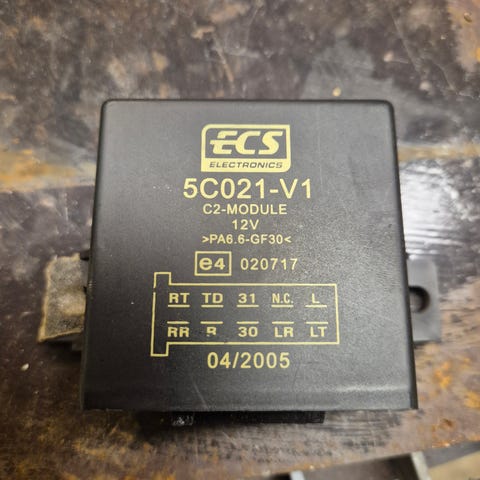 ECS
ELECTRONICS
5C021-V1
C2-MODULE
12V
>PA6.6-GF30<
e4 020717
RT TD 31 N.C. L
RR R 30 LR LT
04/2005